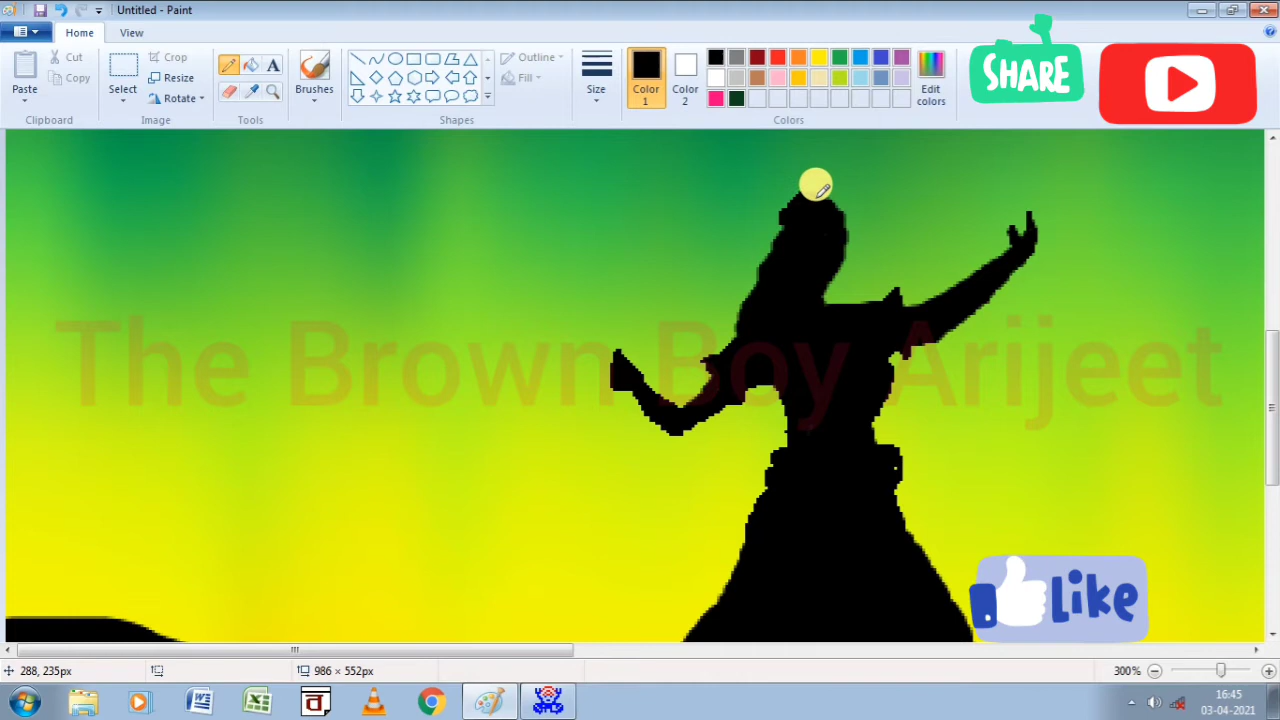 Untitled - Paint
Home
View
Paste
Cut
Copy
Clipboard
Select
Crop
Resize
Rotate
Image
Tools
Brushes
Shapes
Outline
Fill
Size
Color 1
Color 2
Edit colors
Colors
SHARE
The Brown Boy Arijeet
Like
288, 235px
986 × 552px
300%
16:45
03-04-2021